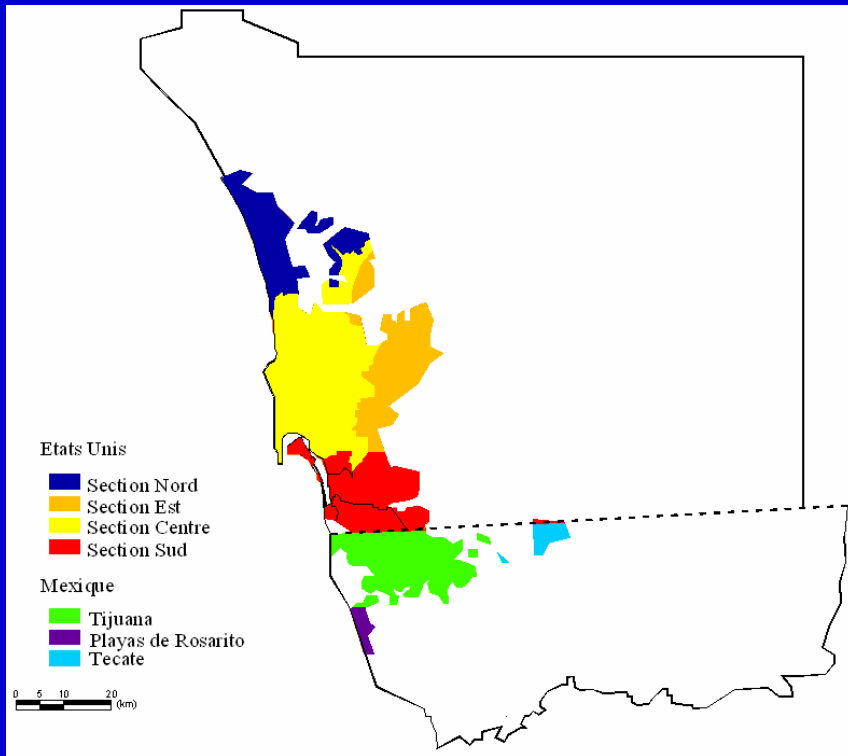 Etats Unis
Section Nord
Section Est
Section Centre
Section Sud
Mexique
Tijuana
Playas de Rosarito
Tecate
0 5 10 20
(km)